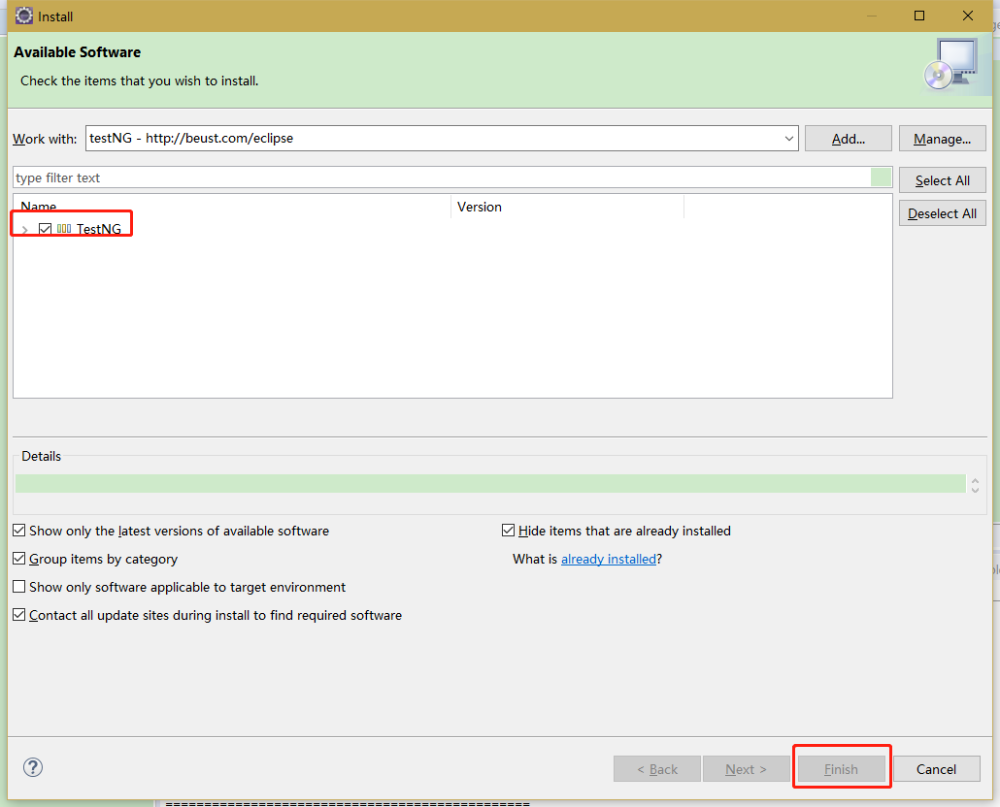 Install
Available Software
Check the items that you wish to install.
Work with: testNG - http://beust.com/eclipse Add... Manage...
type filter text Select All
Name Version Deselect All
TestNG
Details
Show only the latest versions of available software Hide items that are already installed
Group items by category What is already installed?
Show only software applicable to target environment
Contact all update sites during install to find required software
? < Back Next > Finish Cancel